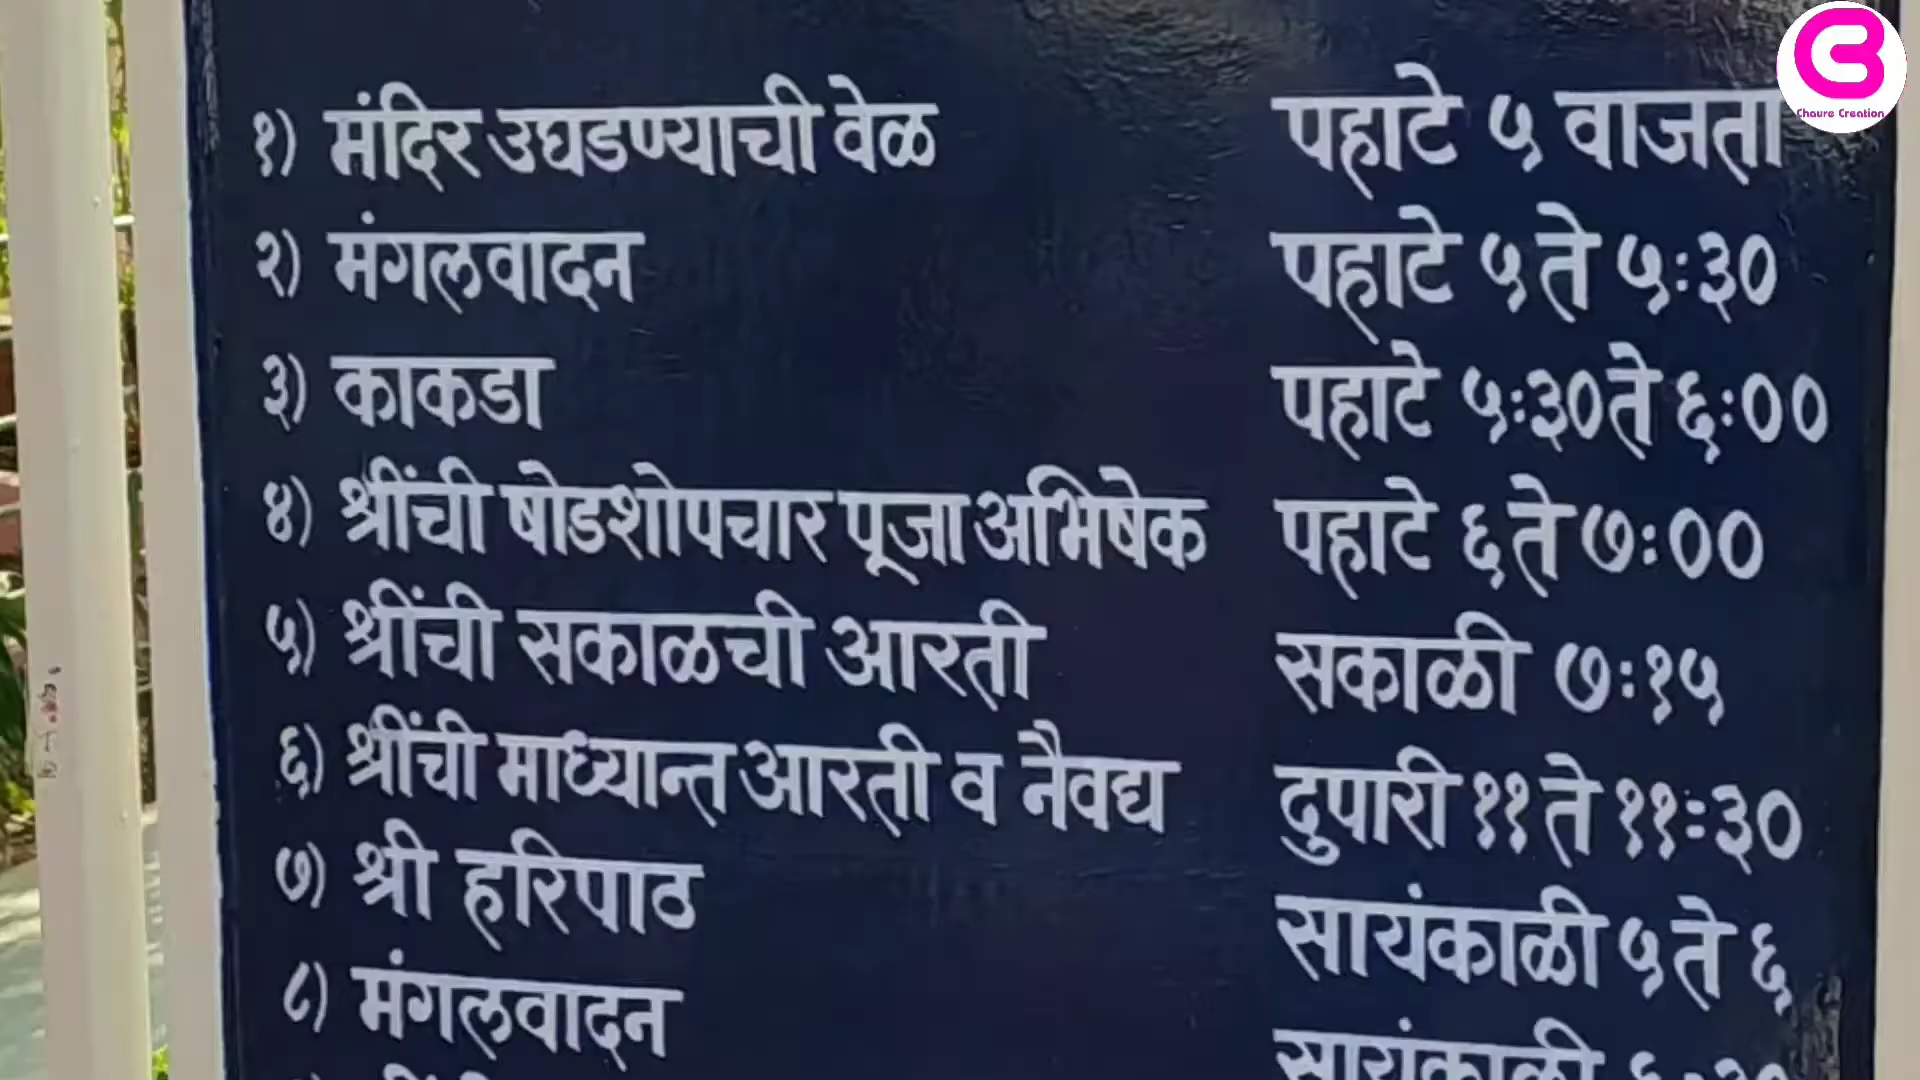 १) मंदिर उघडण्याची वेळ पहाटे ५ वाजता
२) मंगलवादन पहाटे ५ ते ५:३०
३) काकडा पहाटे ५:३० ते ६:००
४) श्रींची षोडशोपचार पूजा अभिषेक पहाटे ६ ते ७:००
५) श्रींची सकाळची आरती सकाळी ७:१५
६) श्रींची माध्यान्त आरती व नैवद्य दुपारी ११ ते ११:३०
७) श्री हरिपाठ सायंकाळी ५ ते ६
८) मंगलवादन सायंकाळी
Chaure Creation